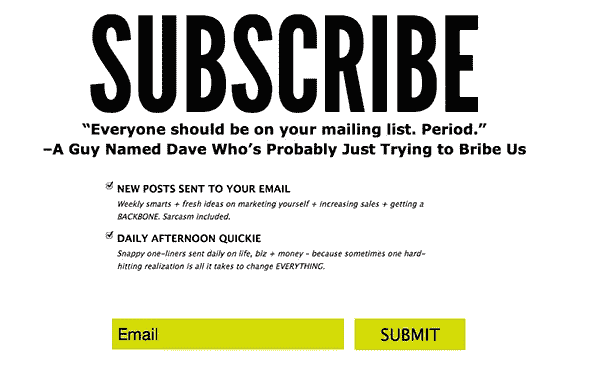 SUBSCRIBE
“Everyone should be on your mailing list. Period.”
–A Guy Named Dave Who’s Probably Just Trying to Bribe Us
NEW POSTS SENT TO YOUR EMAIL
Weekly smarts + fresh ideas on marketing yourself + increasing sales + getting a
BACKBONE. Sarcasm included.
DAILY AFTERNOON QUICKIE
Snappy one-liners sent daily on life, biz + money – because sometimes one hard-
hitting realization is all it takes to change EVERYTHING.
Email
SUBMIT